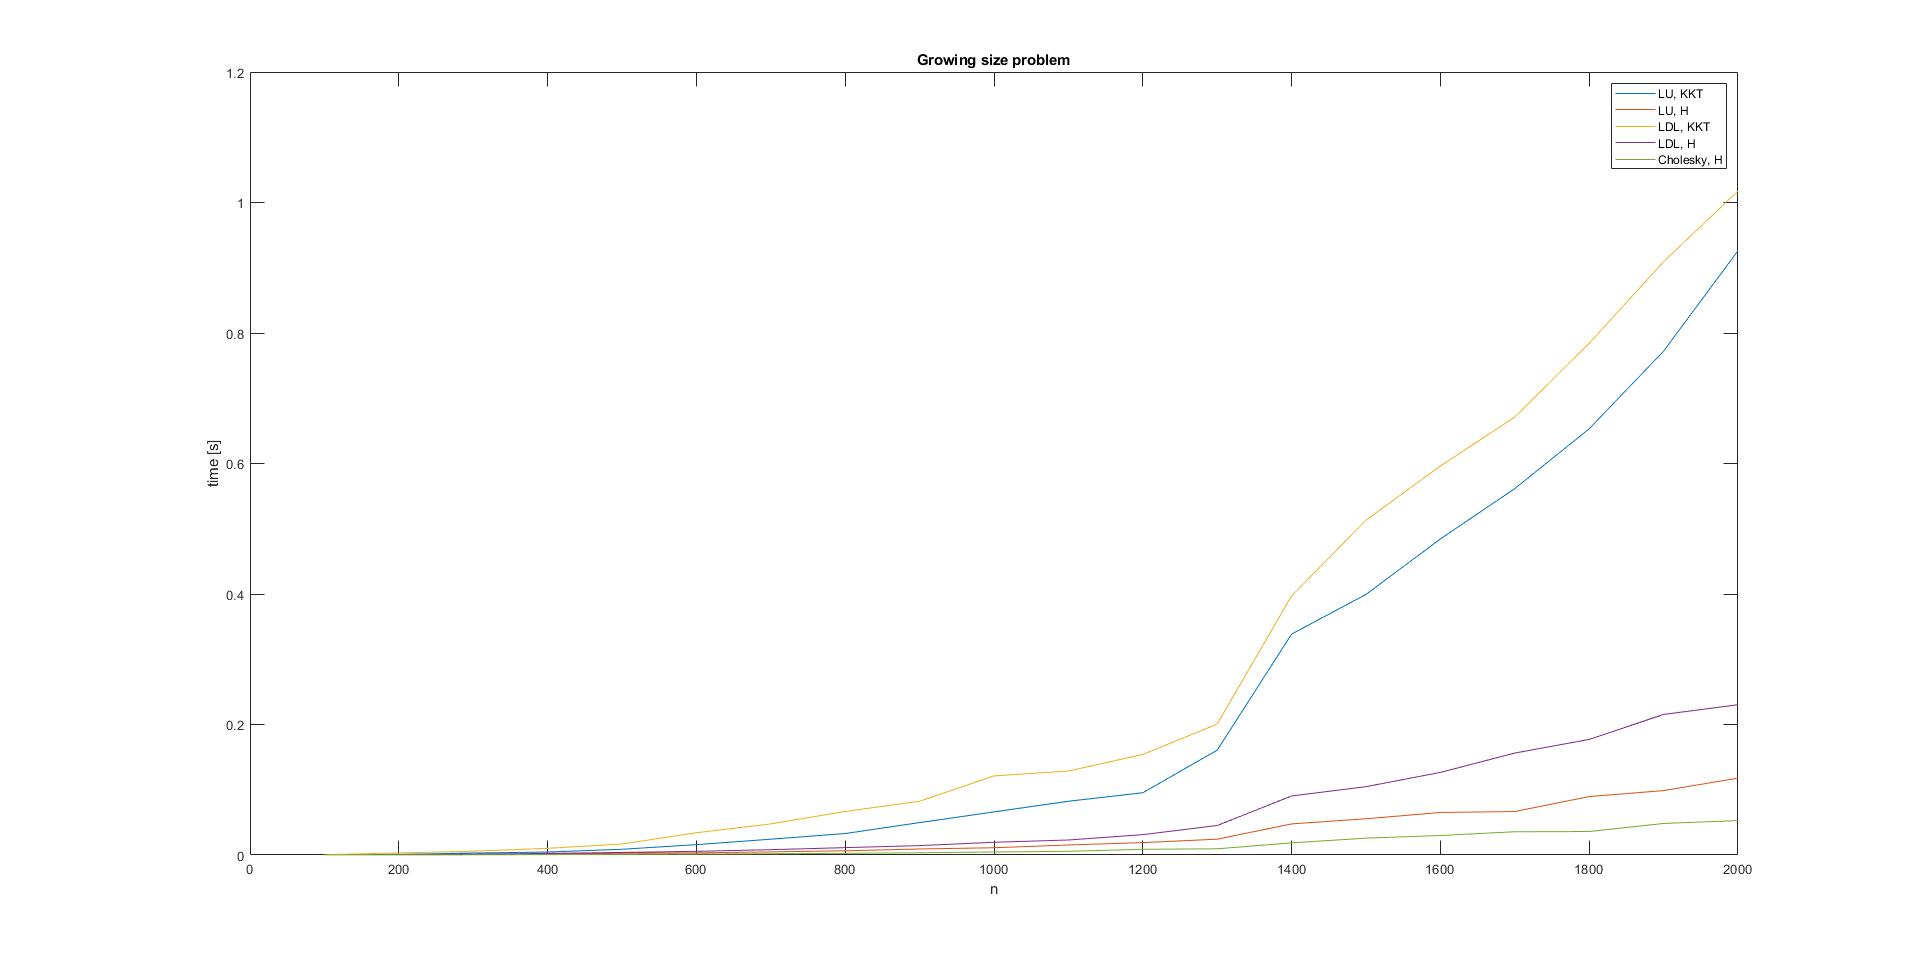 Growing size problem
1.2
1
0.8
0.6
0.4
0.2
0
time [s]
LU, KKT
LU, H
LDL, KKT
LDL, H
Cholesky, H
0 200 400 600 800 1000 1200 1400 1600 1800 2000
n